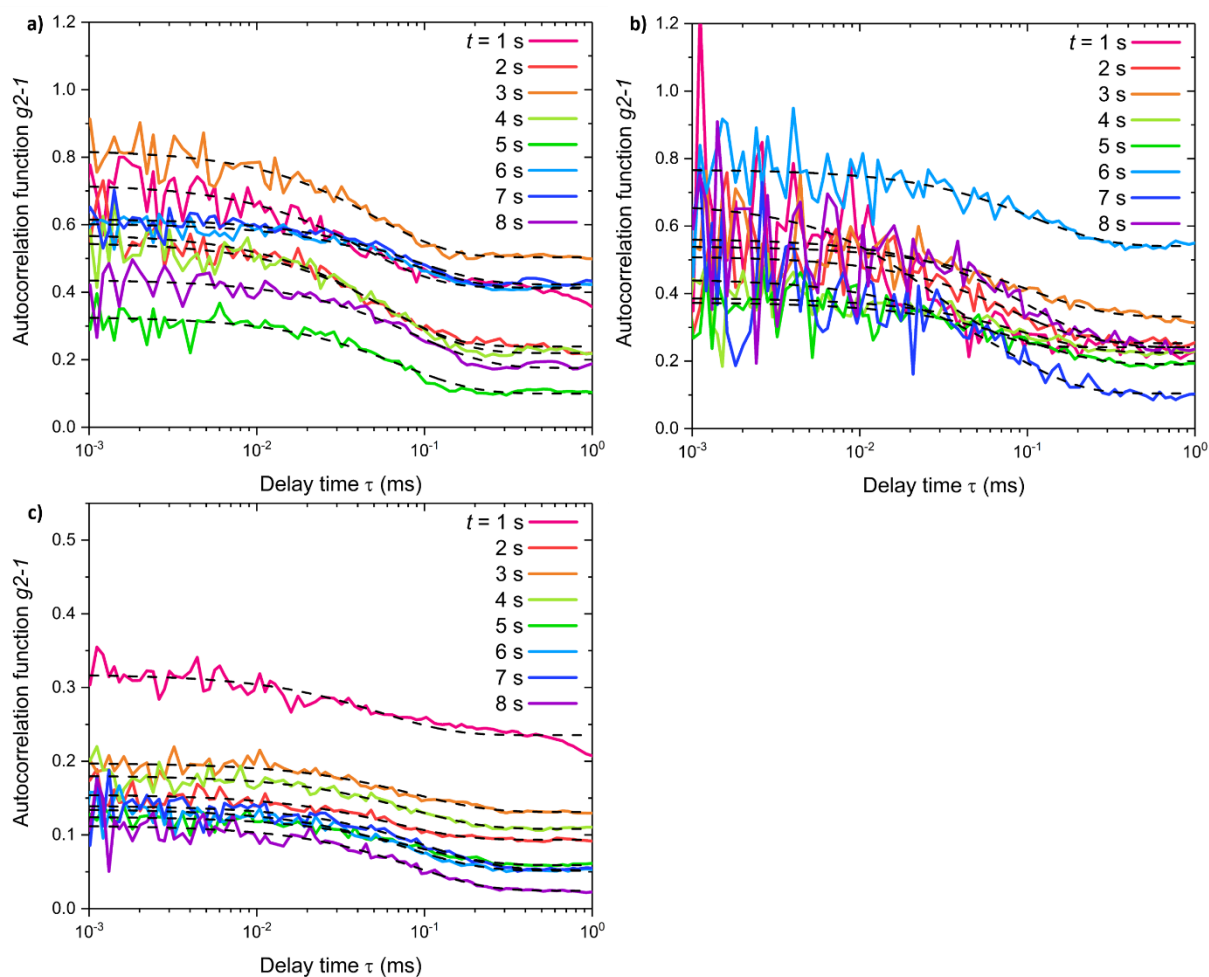 a)
Autocorrelation function g2-1
1.2
1.0
0.8
0.6
0.4
0.2
0.0
t = 1 s
2 s
3 s
4 s
5 s
6 s
7 s
8 s
10-3
10-2
10-1
100
Delay time τ (ms)
b)
Autocorrelation function g2-1
1.2
1.0
0.8
0.6
0.4
0.2
0.0
t = 1 s
2 s
3 s
4 s
5 s
6 s
7 s
8 s
10-3
10-2
10-1
100
Delay time τ (ms)
c)
Autocorrelation function g2-1
0.5
0.4
0.3
0.2
0.1
0.0
t = 1 s
2 s
3 s
4 s
5 s
6 s
7 s
8 s
10-3
10-2
10-1
100
Delay time τ (ms)